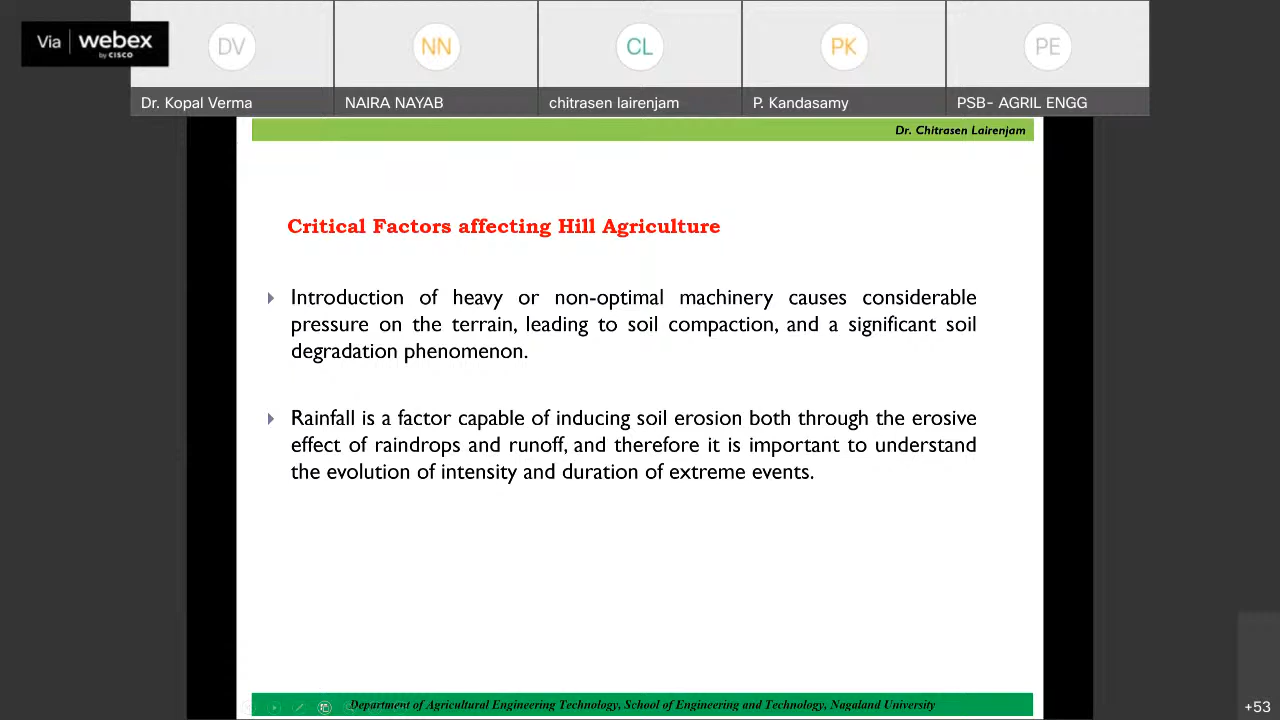 Via webex
by CISCO
DV
NN
CL
PK
PE
Dr. Kopal Verma
NAIRA NAYAB
chitrasen lairenjam
P. Kandasamy
PSB- AGRIL ENGG
Dr. Chitrasen Lairenjam
Critical Factors affecting Hill Agriculture
Introduction of heavy or non-optimal machinery causes considerable
pressure on the terrain, leading to soil compaction, and a significant soil
degradation phenomenon.
Rainfall is a factor capable of inducing soil erosion both through the erosive
effect of raindrops and runoff, and therefore it is important to understand
the evolution of intensity and duration of extreme events.
Department of Agricultural Engineering Technology, School of Engineering and Technology, Nagaland University
+53